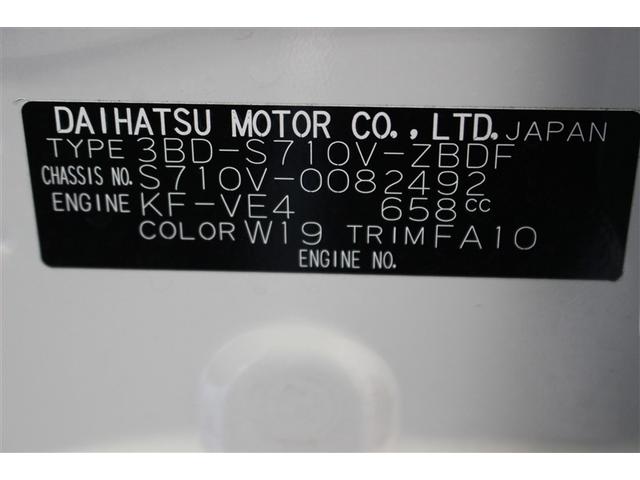 DAIHATSU MOTOR CO., LTD. JAPAN
TYPE 3BD-S710V-ZBDF
CHASSIS NO. S710V-0082492
ENGINE KF-VE4 658cc
COLOR W19 TRIM FA10
ENGINE NO.